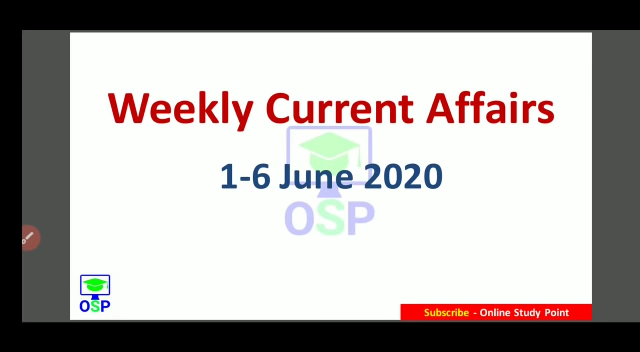 Weekly Current Affairs
1-6 June 2020
OSP
OSP
Subscribe - Online Study Point